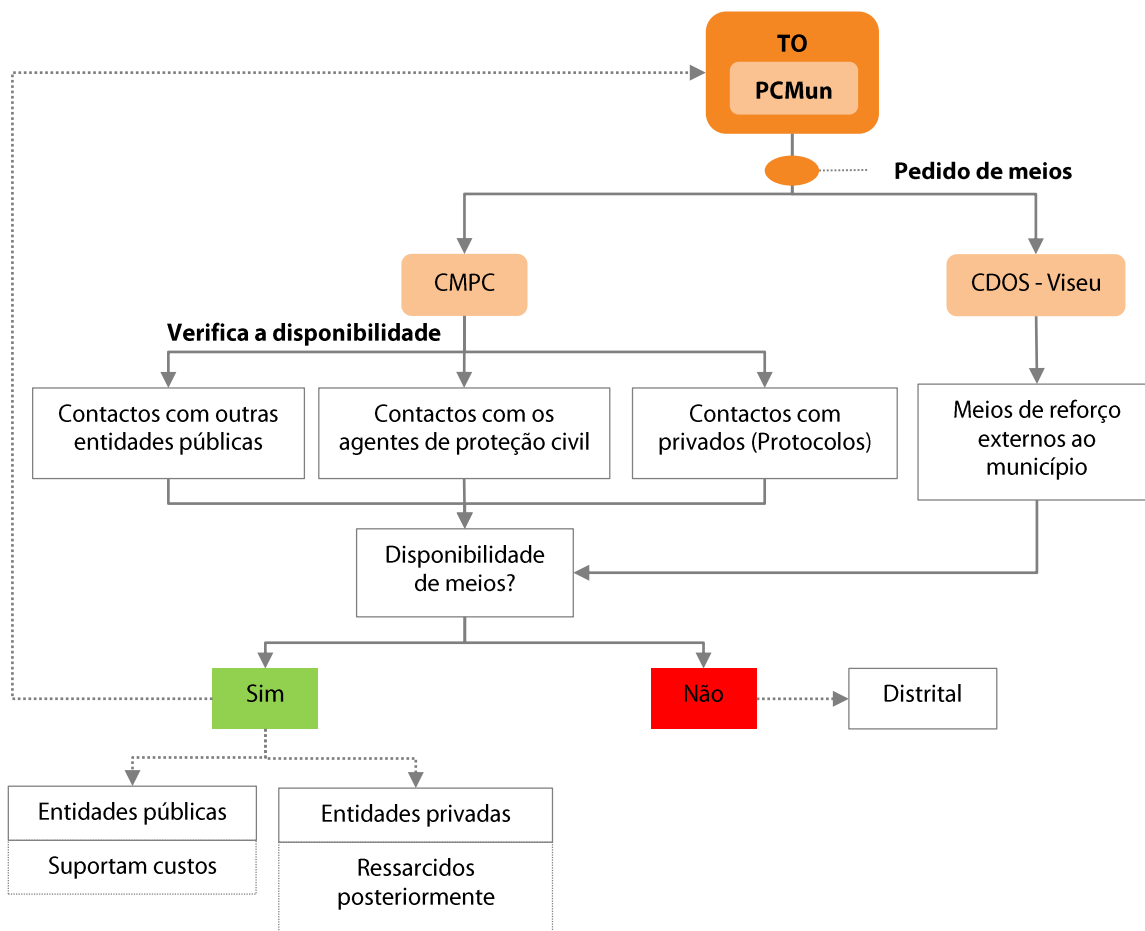 TO
PCMun
Pedido de meios
CMPC
CDOS - Viseu
Verifica a disponibilidade
Contactos com outras
entidades públicas
Contactos com os
agentes de proteção civil
Contactos com
privados (Protocolos)
Meios de reforço
externos ao
município
Disponibilidade
de meios?
Sim
Não
Distrital
Entidades públicas
Suportam custos
Entidades privadas
Ressarcidos
posteriormente